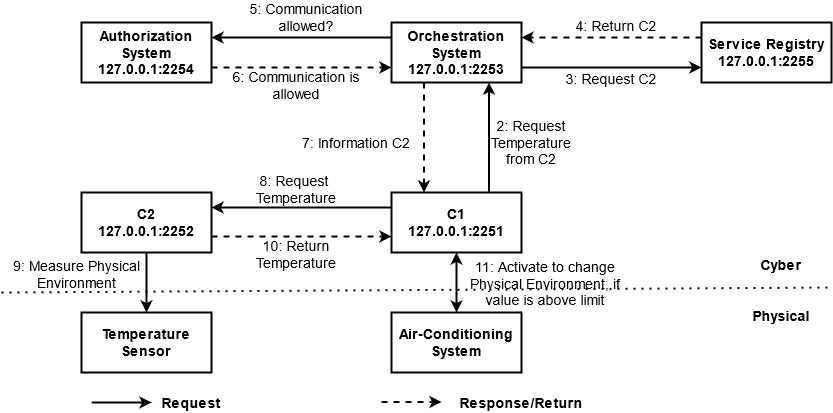 5: Communication
allowed?
4: Return C2
Authorization
System
127.0.0.1:2254
Orchestration
System
127.0.0.1:2253
Service Registry
127.0.0.1:2255
6: Communication is
allowed
3: Request C2
7: Information C2
2: Request
Temperature
from C2
8: Request
Temperature
C2
127.0.0.1:2252
C1
127.0.0.1:2251
10: Return
Temperature
9: Measure Physical
Environment
11: Activate to change
Physical Environment, if
value is above limit
Cyber
Physical
Temperature
Sensor
Air-Conditioning
System
Request
Response/Return